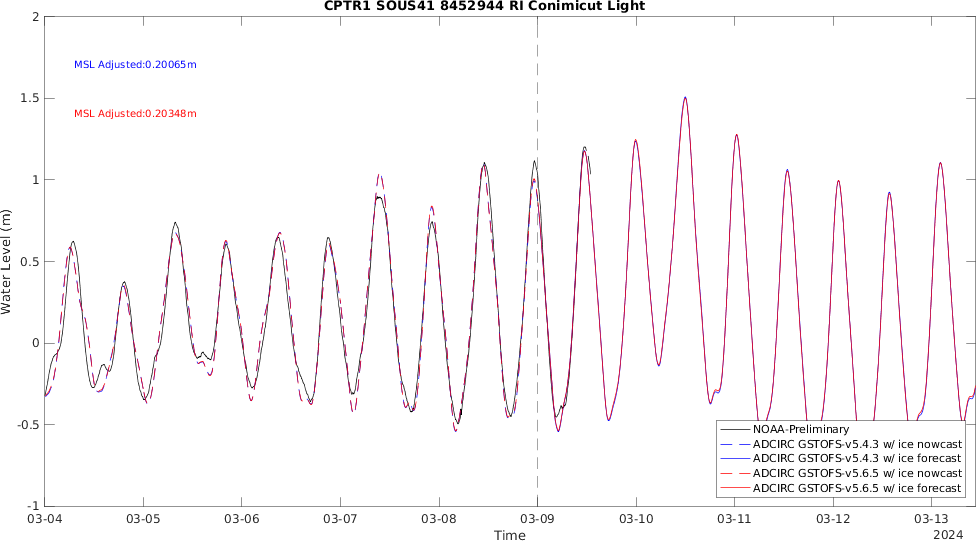 CPTR1 SOUS41 8452944 RI Conimicut Light
2
1.5
1
0.5
0
-0.5
-1
Water Level (m)
MSL Adjusted:0.20065m
MSL Adjusted:0.20348m
NOAA-Preliminary
ADCIRC GSTOFS-v5.4.3 w/ ice nowcast
ADCIRC GSTOFS-v5.4.3 w/ ice forecast
ADCIRC GSTOFS-v5.6.5 w/ ice nowcast
ADCIRC GSTOFS-v5.6.5 w/ ice forecast
03-04 03-05 03-06 03-07 03-08 03-09 03-10 03-11 03-12 03-13
Time
2024